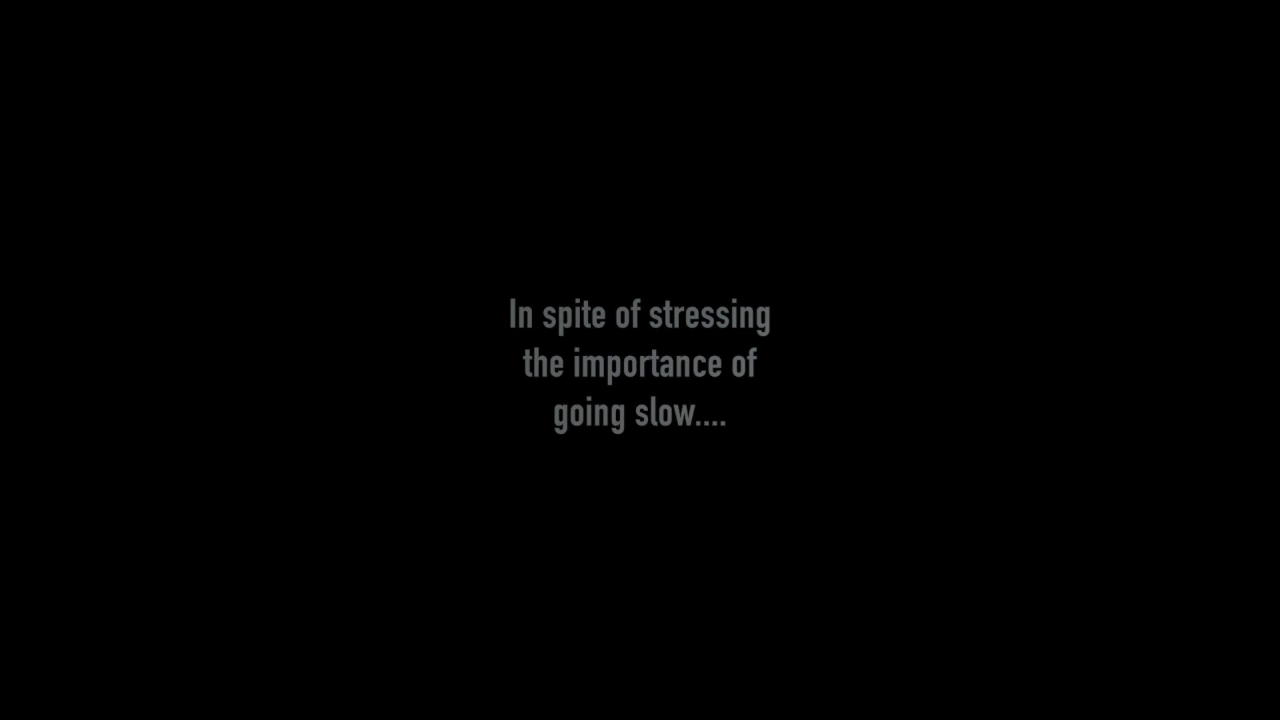 In spite of stressing
the importance of
going slow....